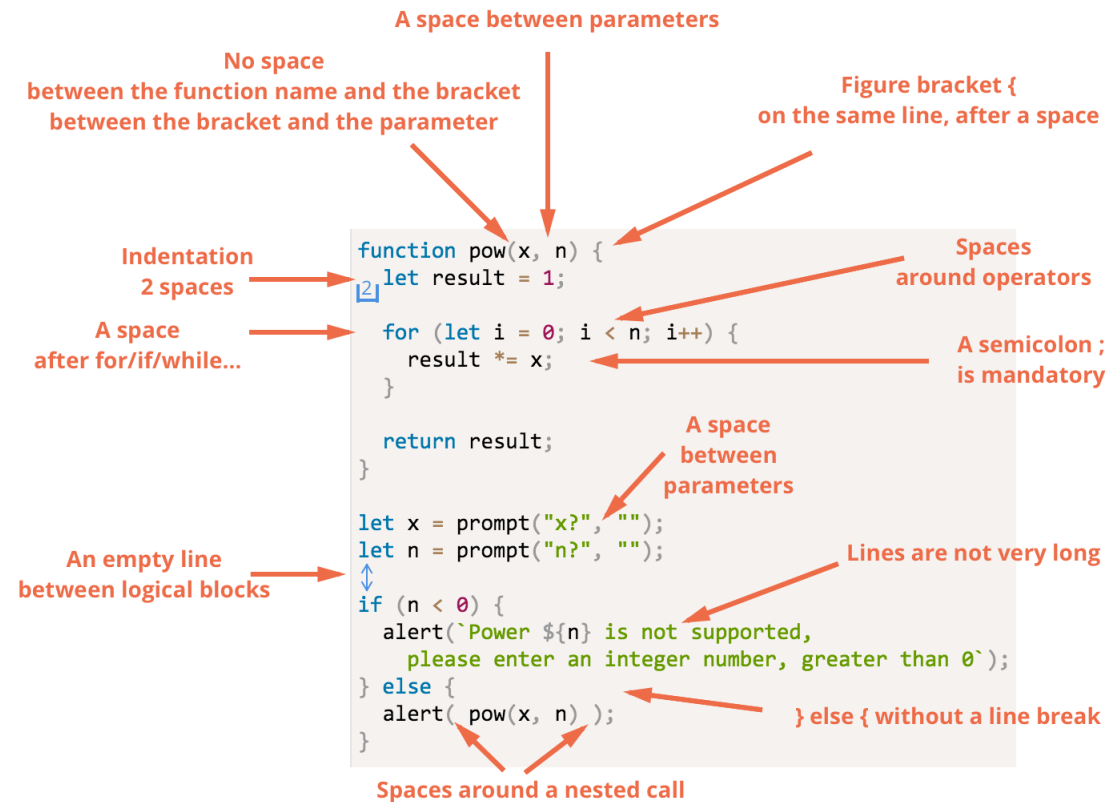 A space between parameters
No space
between the function name and the bracket
between the bracket and the parameter
Figure bracket {
on the same line, after a space
Indentation
2 spaces
A space
after for/if/while...
Spaces
around operators
A semicolon ;
is mandatory
function pow(x, n) {
2
  let result = 1;
  for (let i = 0; i < n; i++) {
    result *= x;
  }
  return result;
}
A space
between
parameters
let x = prompt("x?", "");
let n = prompt("n?", "");
An empty line
between logical blocks
Lines are not very long
if (n < 0) {
  alert(`Power ${n} is not supported,
    please enter an integer number, greater than 0`);
} else {
  alert( pow(x, n) );
}
} else { without a line break
Spaces around a nested call